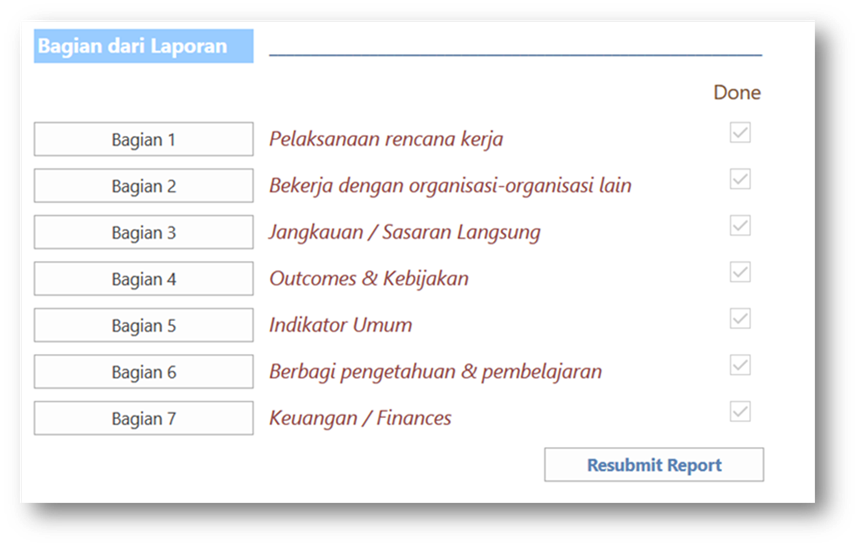 Bagian dari Laporan
Done
Bagian 1 Pelaksanaan rencana kerja
Bagian 2 Bekerja dengan organisasi-organisasi lain
Bagian 3 Jangkauan / Sasaran Langsung
Bagian 4 Outcomes & Kebijakan
Bagian 5 Indikator Umum
Bagian 6 Berbagi pengetahuan & pembelajaran
Bagian 7 Keuangan / Finances
Resubmit Report